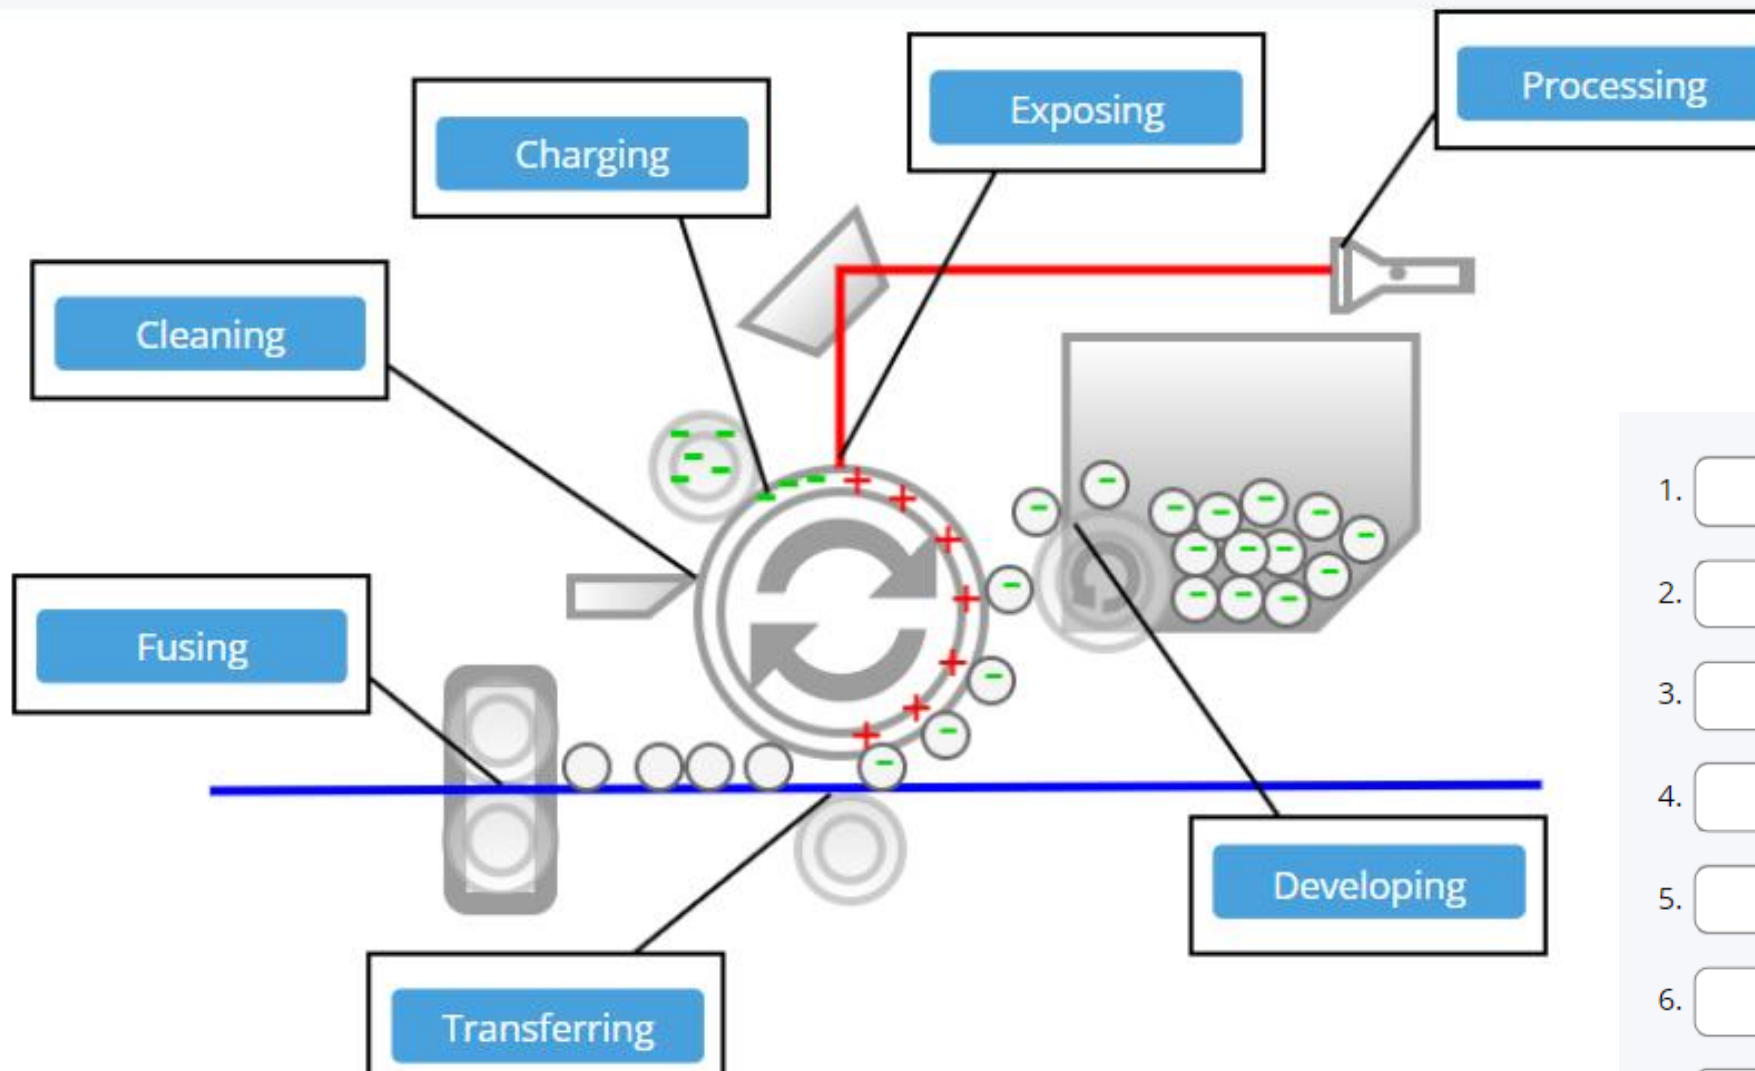 Processing
Exposing
Charging
Cleaning
Fusing
Developing
Transferring
1.
2.
3.
4.
5.
6.